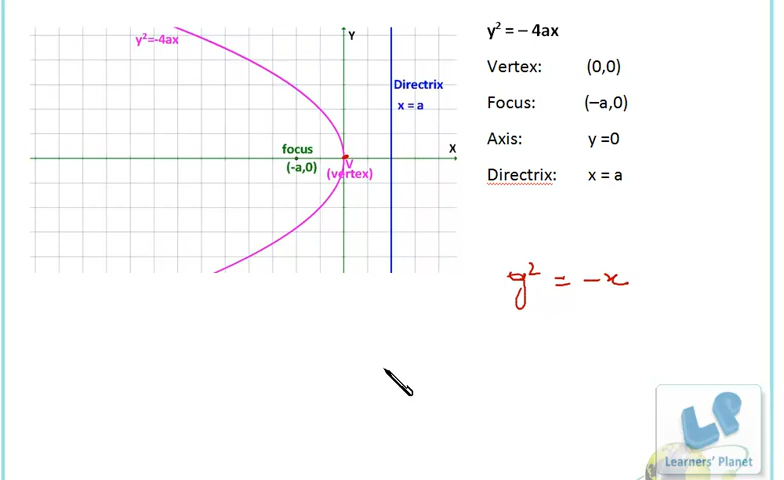 y²=-4ax
Y
Directrix
x = a
focus
X
(-a,0)
V
(vertex)
y² = – 4ax
Vertex: (0,0)
Focus: (–a,0)
Axis: y =0
Directrix: x = a
y² = -x
LP
Learners' Planet